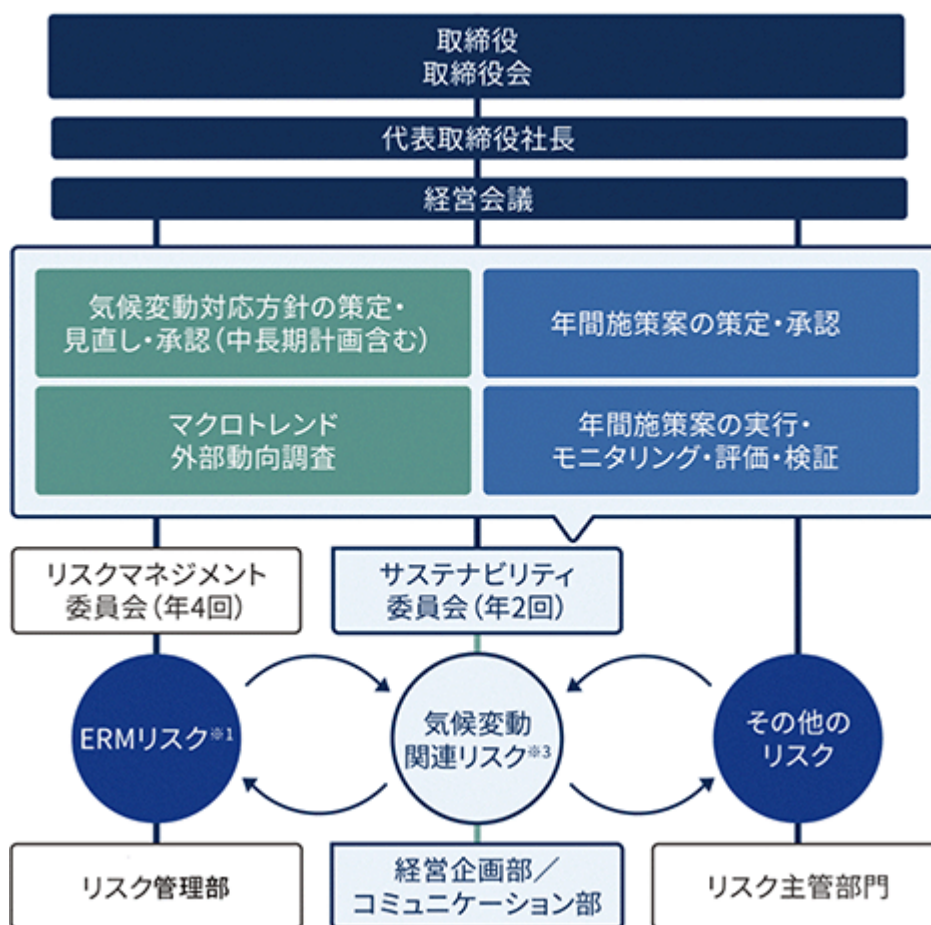 取締役
取締役会
代表取締役社長
経営会議
気候変動対応方針の策定・
見直し・承認（中長期計画含む）
年間施策案の策定・承認
マクロトレンド
外部動向調査
年間施策案の実行・
モニタリング・評価・検証
リスクマネジメント
委員会（年4回）
サステナビリティ
委員会（年2回）
ERMリスク※1
気候変動
関連リスク※3
その他の
リスク
リスク管理部
経営企画部／
コミュニケーション部
リスク主管部門